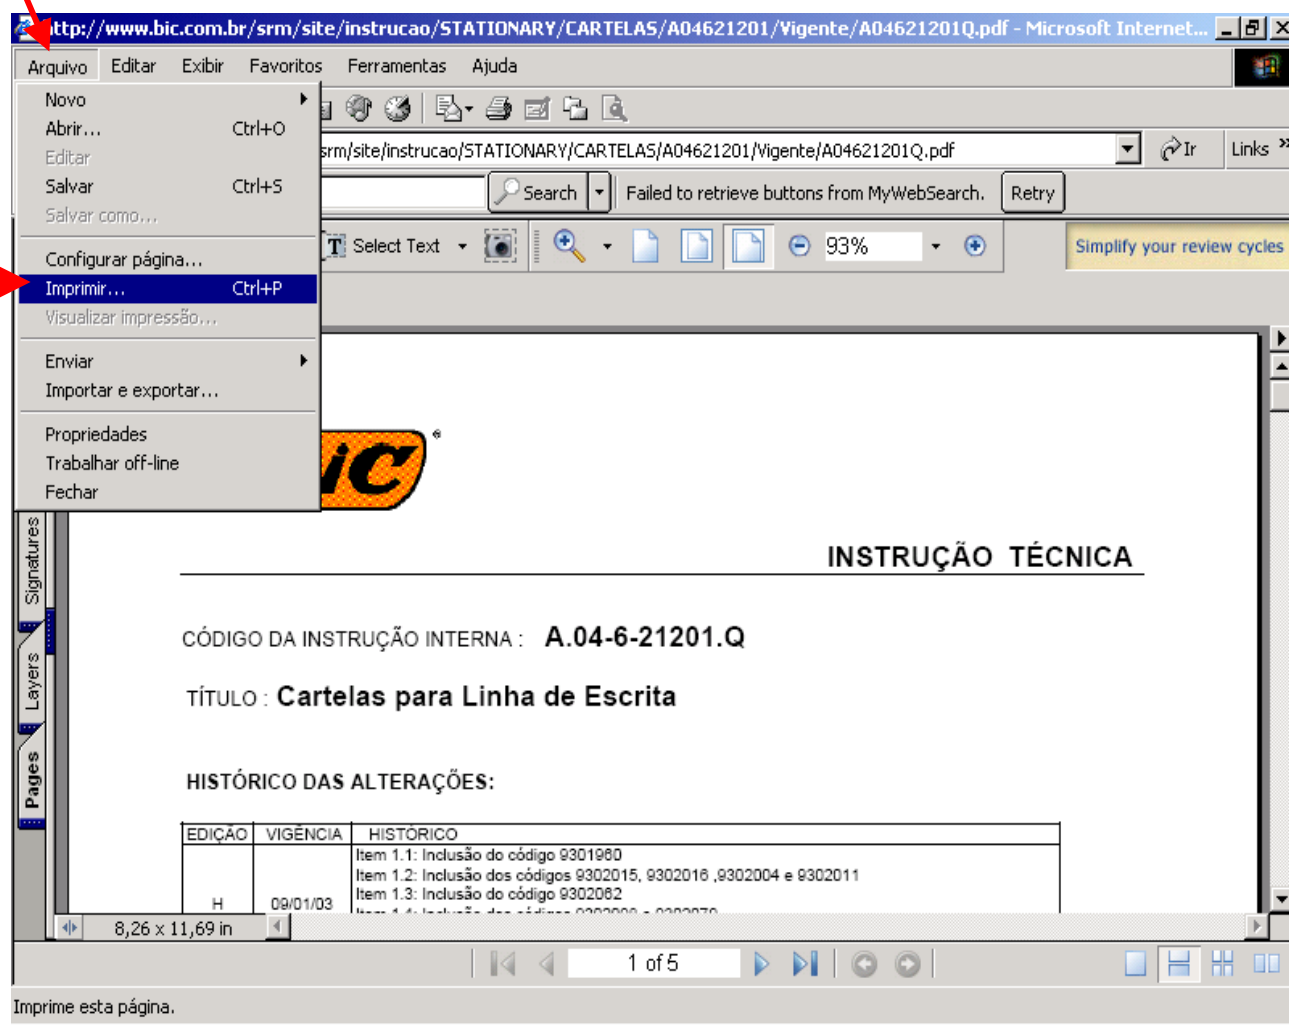 http://www.bic.com.br/srm/site/instrucao/STATIONARY/CARTELAS/A04621201/Vigente/A04621201Q.pdf - Microsoft Internet...
Arquivo Editar Exibir Favoritos Ferramentas Ajuda
Novo
Abrir... Ctrl+O
Editar
Salvar Ctrl+S
Salvar como...
Configurar página...
Imprimir... Ctrl+P
Visualizar impressão...
Enviar
Importar e exportar...
Propriedades
Trabalhar off-line
Fechar
srm/site/instrucao/STATIONARY/CARTELAS/A04621201/Vigente/A04621201Q.pdf Ir Links »
Search Failed to retrieve buttons from MyWebSearch. Retry
Select Text 93% Simplify your review cycles
BiC®
INSTRUÇÃO TÉCNICA
CÓDIGO DA INSTRUÇÃO INTERNA : A.04-6-21201.Q
TÍTULO : Cartelas para Linha de Escrita
HISTÓRICO DAS ALTERAÇÕES:
EDIÇÃO VIGÊNCIA HISTÓRICO
Item 1.1: Inclusão do código 9301960
Item 1.2: Inclusão dos códigos 9302015, 9302016 ,9302004 e 9302011
H 09/01/03 Item 1.3: Inclusão do código 9302062
Signatures
Layers
Pages
8,26 x 11,69 in
1 of 5
Imprime esta página.